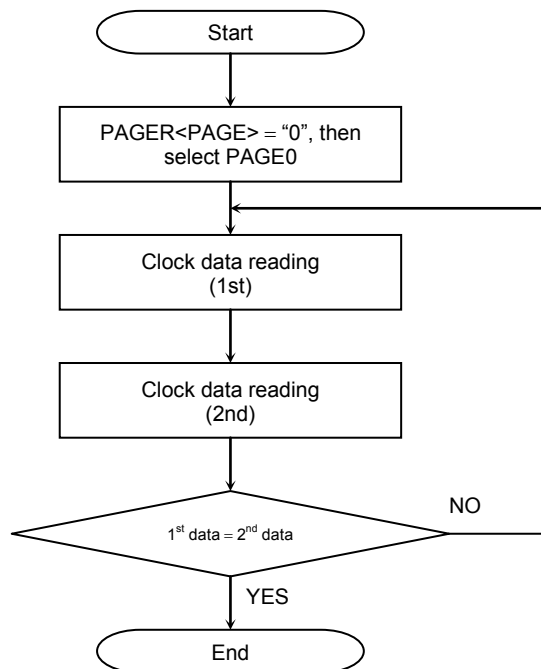 Start
PAGER<PAGE> = “0”, then
select PAGE0
Clock data reading
(1st)
Clock data reading
(2nd)
1st data = 2nd data
NO
YES
End